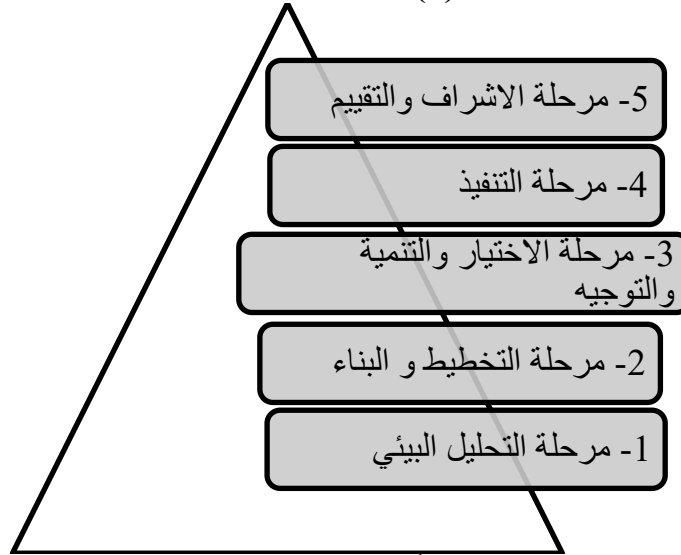 5- مرحلة الاشراف والتقييم
4- مرحلة التنفيذ
3- مرحلة الاختيار والتنمية
والتوجيه
2- مرحلة التخطيط و البناء
1- مرحلة التحليل البيئي